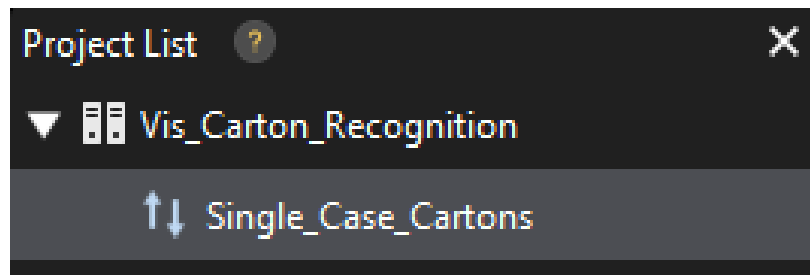 Project List ?
Vis_Carton_Recognition
Single_Case_Cartons